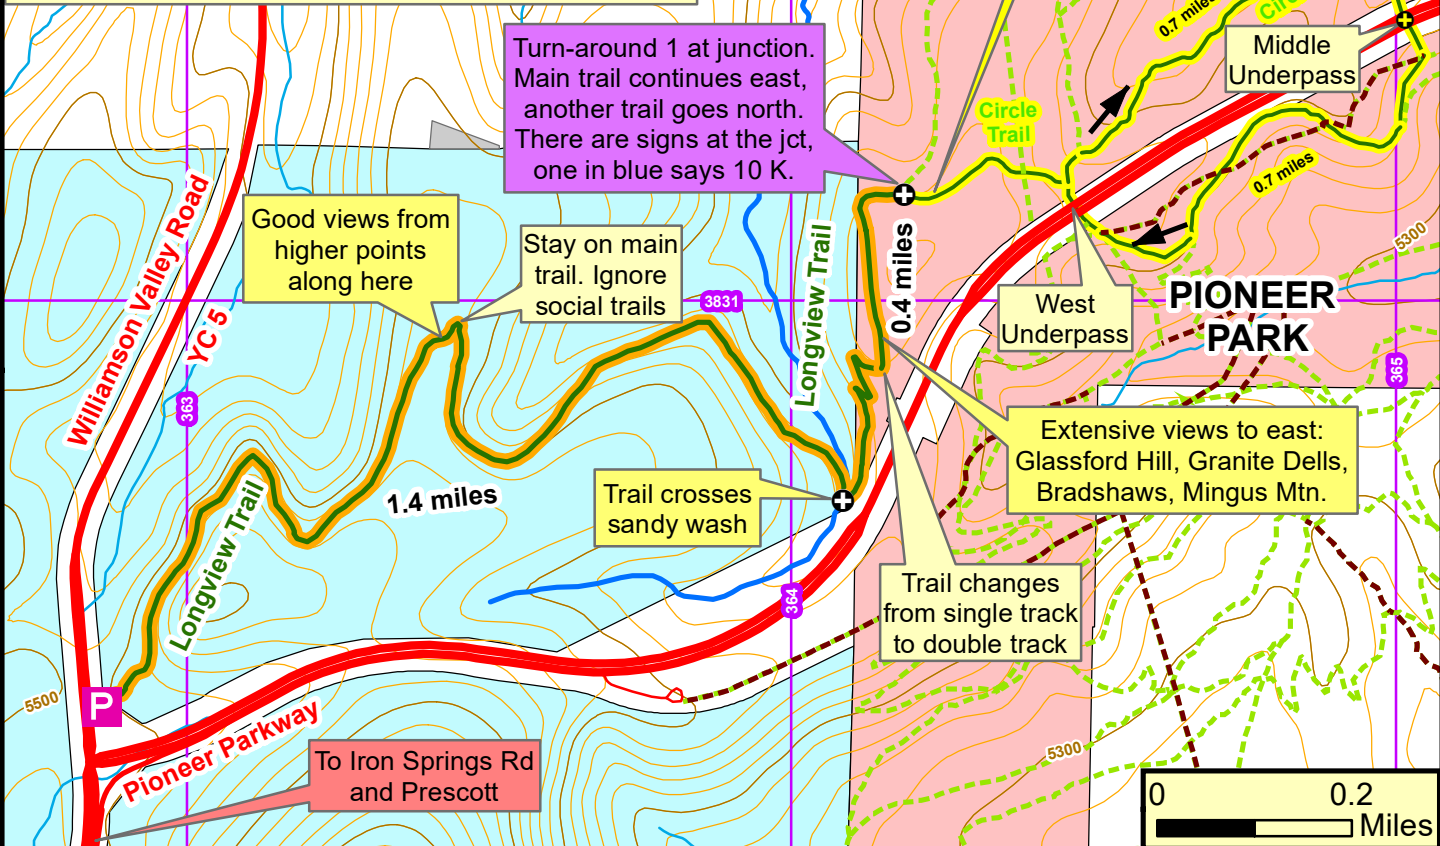 Turn-around 1 at junction.
Main trail continues east,
another trail goes north.
There are signs at the jct,
one in blue says 10 K.
0.7 miles
Middle
Underpass
Circle
Trail
0.7 miles
Good views from
higher points
along here
Stay on main
trail. Ignore
social trails
3831
Longview Trail
0.4 miles
West
Underpass
PIONEER
PARK
5300
365
Williamson Valley Road
YC 5
363
Extensive views to east:
Glassford Hill, Granite Dells,
Bradshaws, Mingus Mtn.
1.4 miles
Trail crosses
sandy wash
Longview Trail
364
Trail changes
from single track
to double track
5500
P
Pioneer Parkway
To Iron Springs Rd
and Prescott
5300
0 0.2
Miles